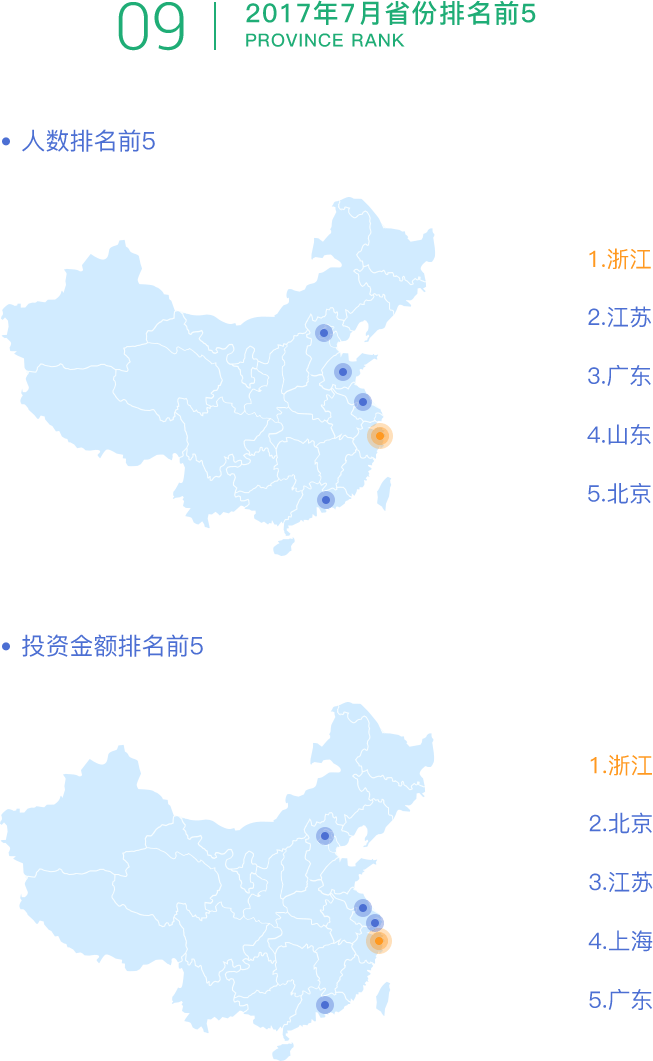 09
2017年7月省份排名前5
PROVINCE RANK
• 人数排名前5
1.浙江
2.江苏
3.广东
4.山东
5.北京
• 投资金额排名前5
1.浙江
2.北京
3.江苏
4.上海
5.广东